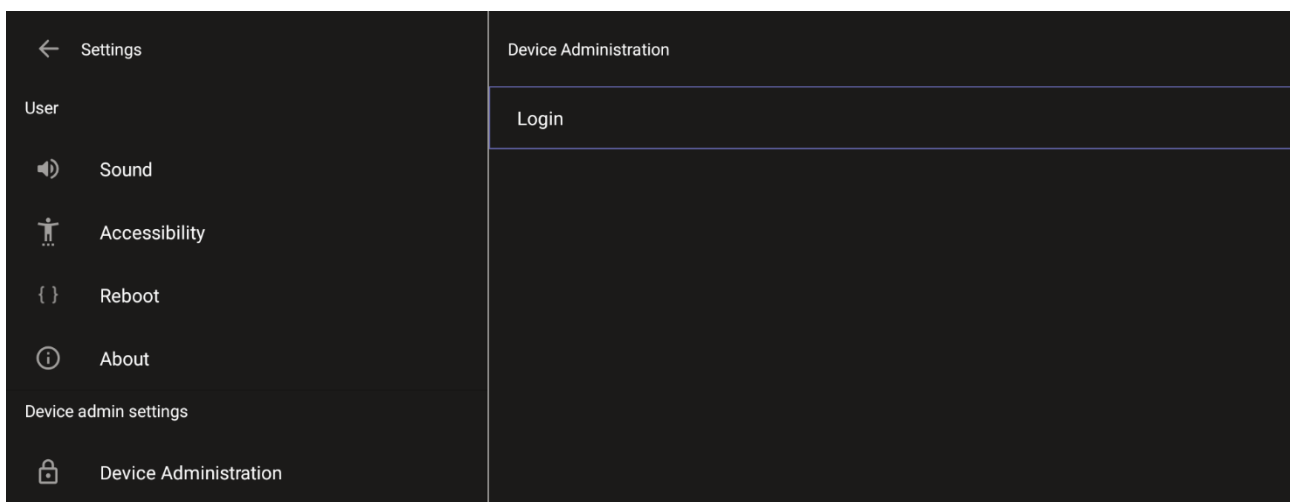 Settings
User
Sound
Accessibility
{ } Reboot
About
Device admin settings
Device Administration
Device Administration
Login